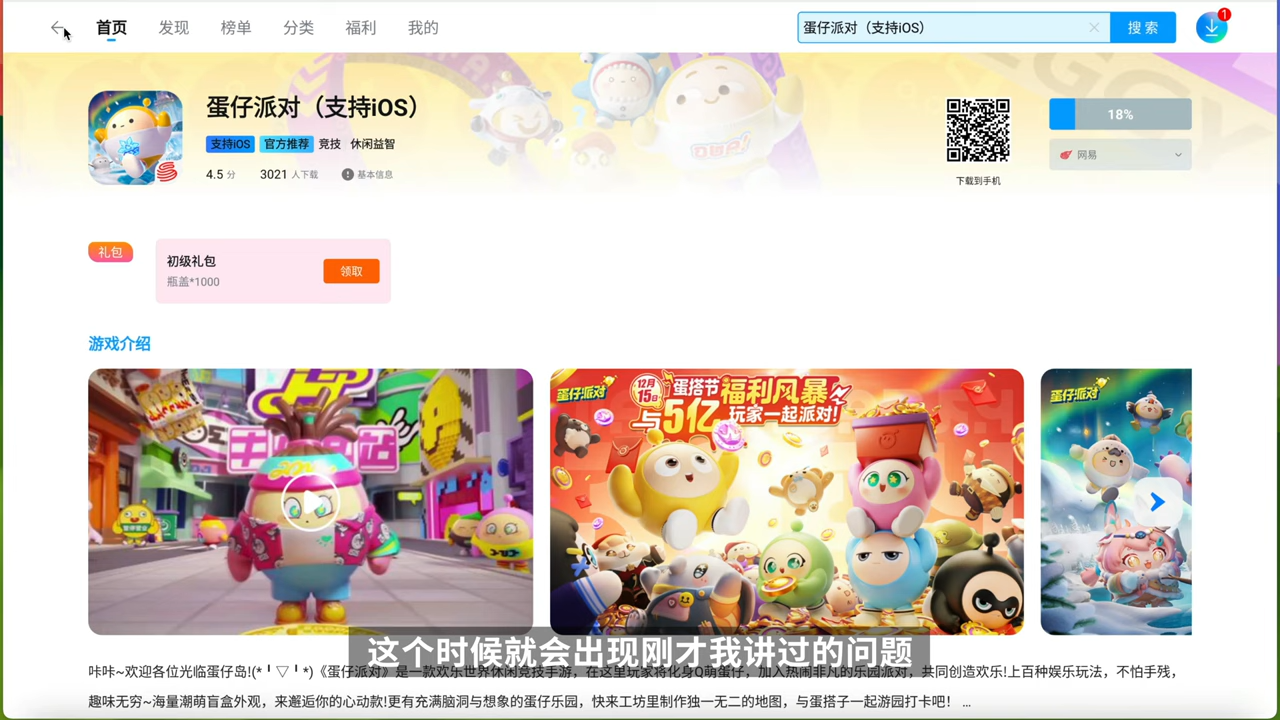 首页 发现 榜单 分类 福利 我的
蛋仔派对（支持iOS）
搜索
1
蛋仔派对（支持iOS）
支持iOS 官方推荐 竞技 休闲益智
4.5 分 3021 人下载 基本信息
下载到手机
18%
网易
礼包
初级礼包
瓶盖*1000
领取
游戏介绍
蛋仔派对
12月15日 蛋搭节福利风暴
与5亿玩家一起派对!
蛋仔派对
这个时候就会出现刚才我讲过的问题
咔咔~欢迎各位光临蛋仔岛!(*╹▽╹*)《蛋仔派对》是一款欢乐世界休闲竞技手游，在这里玩家将化身Q萌蛋仔，加入热闹非凡的乐园派对，共同创造欢乐!上百种娱乐玩法，不怕手残，
趣味无穷~海量潮萌盲盒外观，来邂逅你的心动款!更有充满脑洞与想象的蛋仔乐园，快来工坊里制作独一无二的地图，与蛋搭子一起游园打卡吧！ ...